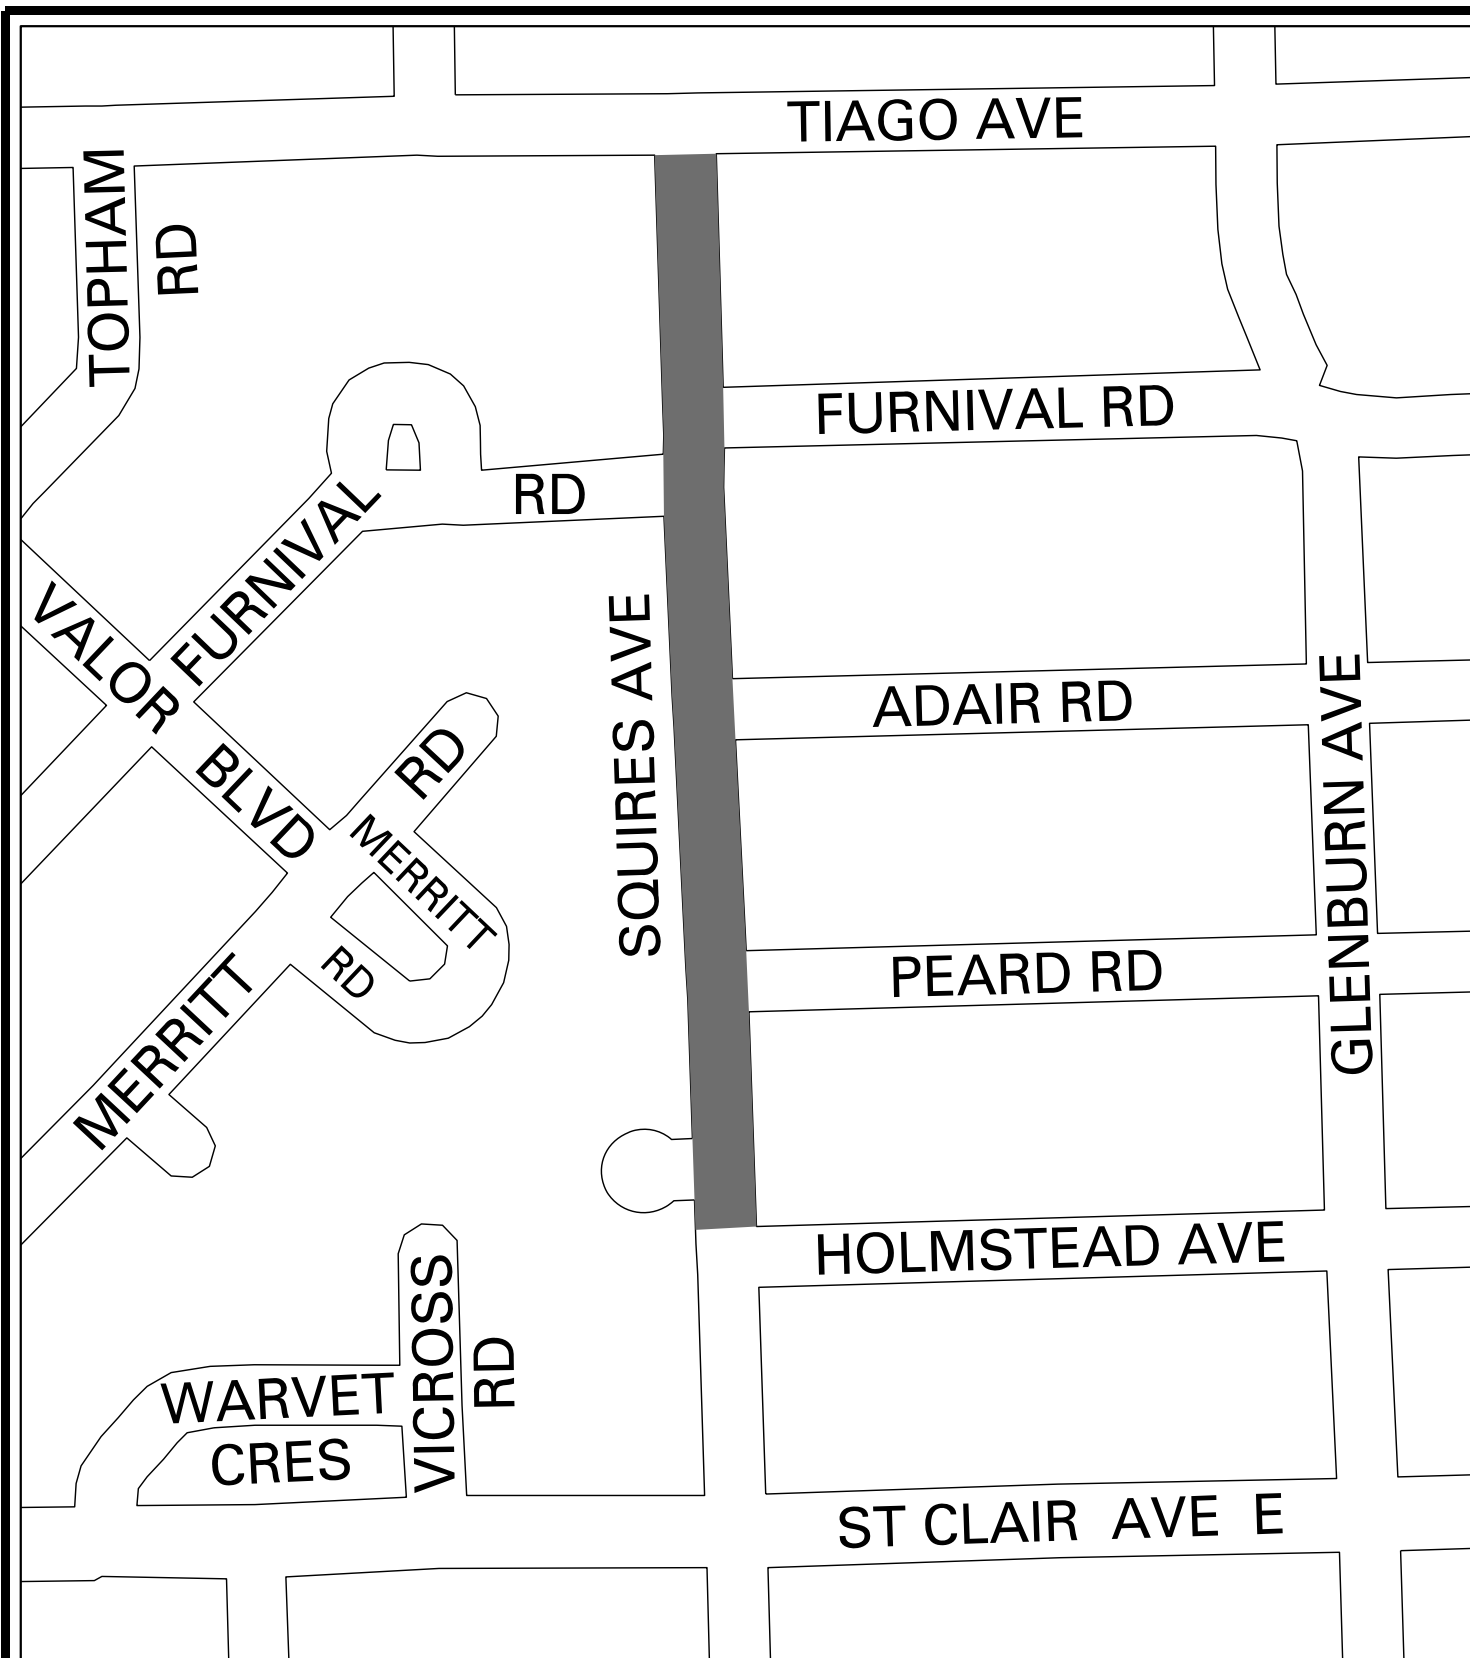 TIAGO AVE
TOPHAM
RD
FURNIVAL RD
FURNIVAL
RD
VALOR
BLVD
SQUIRES AVE
ADAIR RD
GLENBURN AVE
RD
MERRITT
RD
MERRITT
PEARD RD
HOLMSTEAD AVE
VICROSS
RD
WARVET
CRES
ST CLAIR AVE E